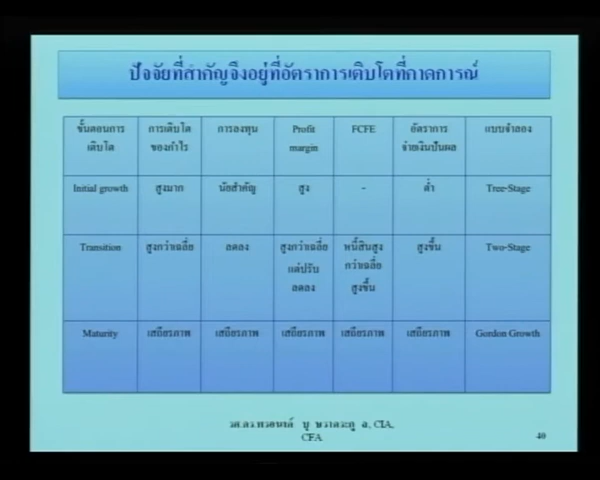 ปัจจัยที่สำคัญจึงอยู่ที่อัตราการเติบโตที่คาดการณ์
ขั้นตอนการ
เติบโต
การเติบโต
ของกำไร
การลงทุน
Profit
margin
FCFE
อัตราการ
จ่ายเงินปันผล
แบบจำลอง
Initial growth
สูงมาก
นัยสำคัญ
สูง
-
ต่ำ
Tree-Stage
Transition
สูงกว่าเฉลี่ย
ลดลง
สูงกว่าเฉลี่ย
แต่ปรับ
ลดลง
หนี้สินสูง
กว่าเฉลี่ย
สูงขึ้น
สูงขึ้น
Two-Stage
Maturity
เสถียรภาพ
เสถียรภาพ
เสถียรภาพ
เสถียรภาพ
เสถียรภาพ
Gordon Growth
รศ.ดร. CIA,
CFA
40